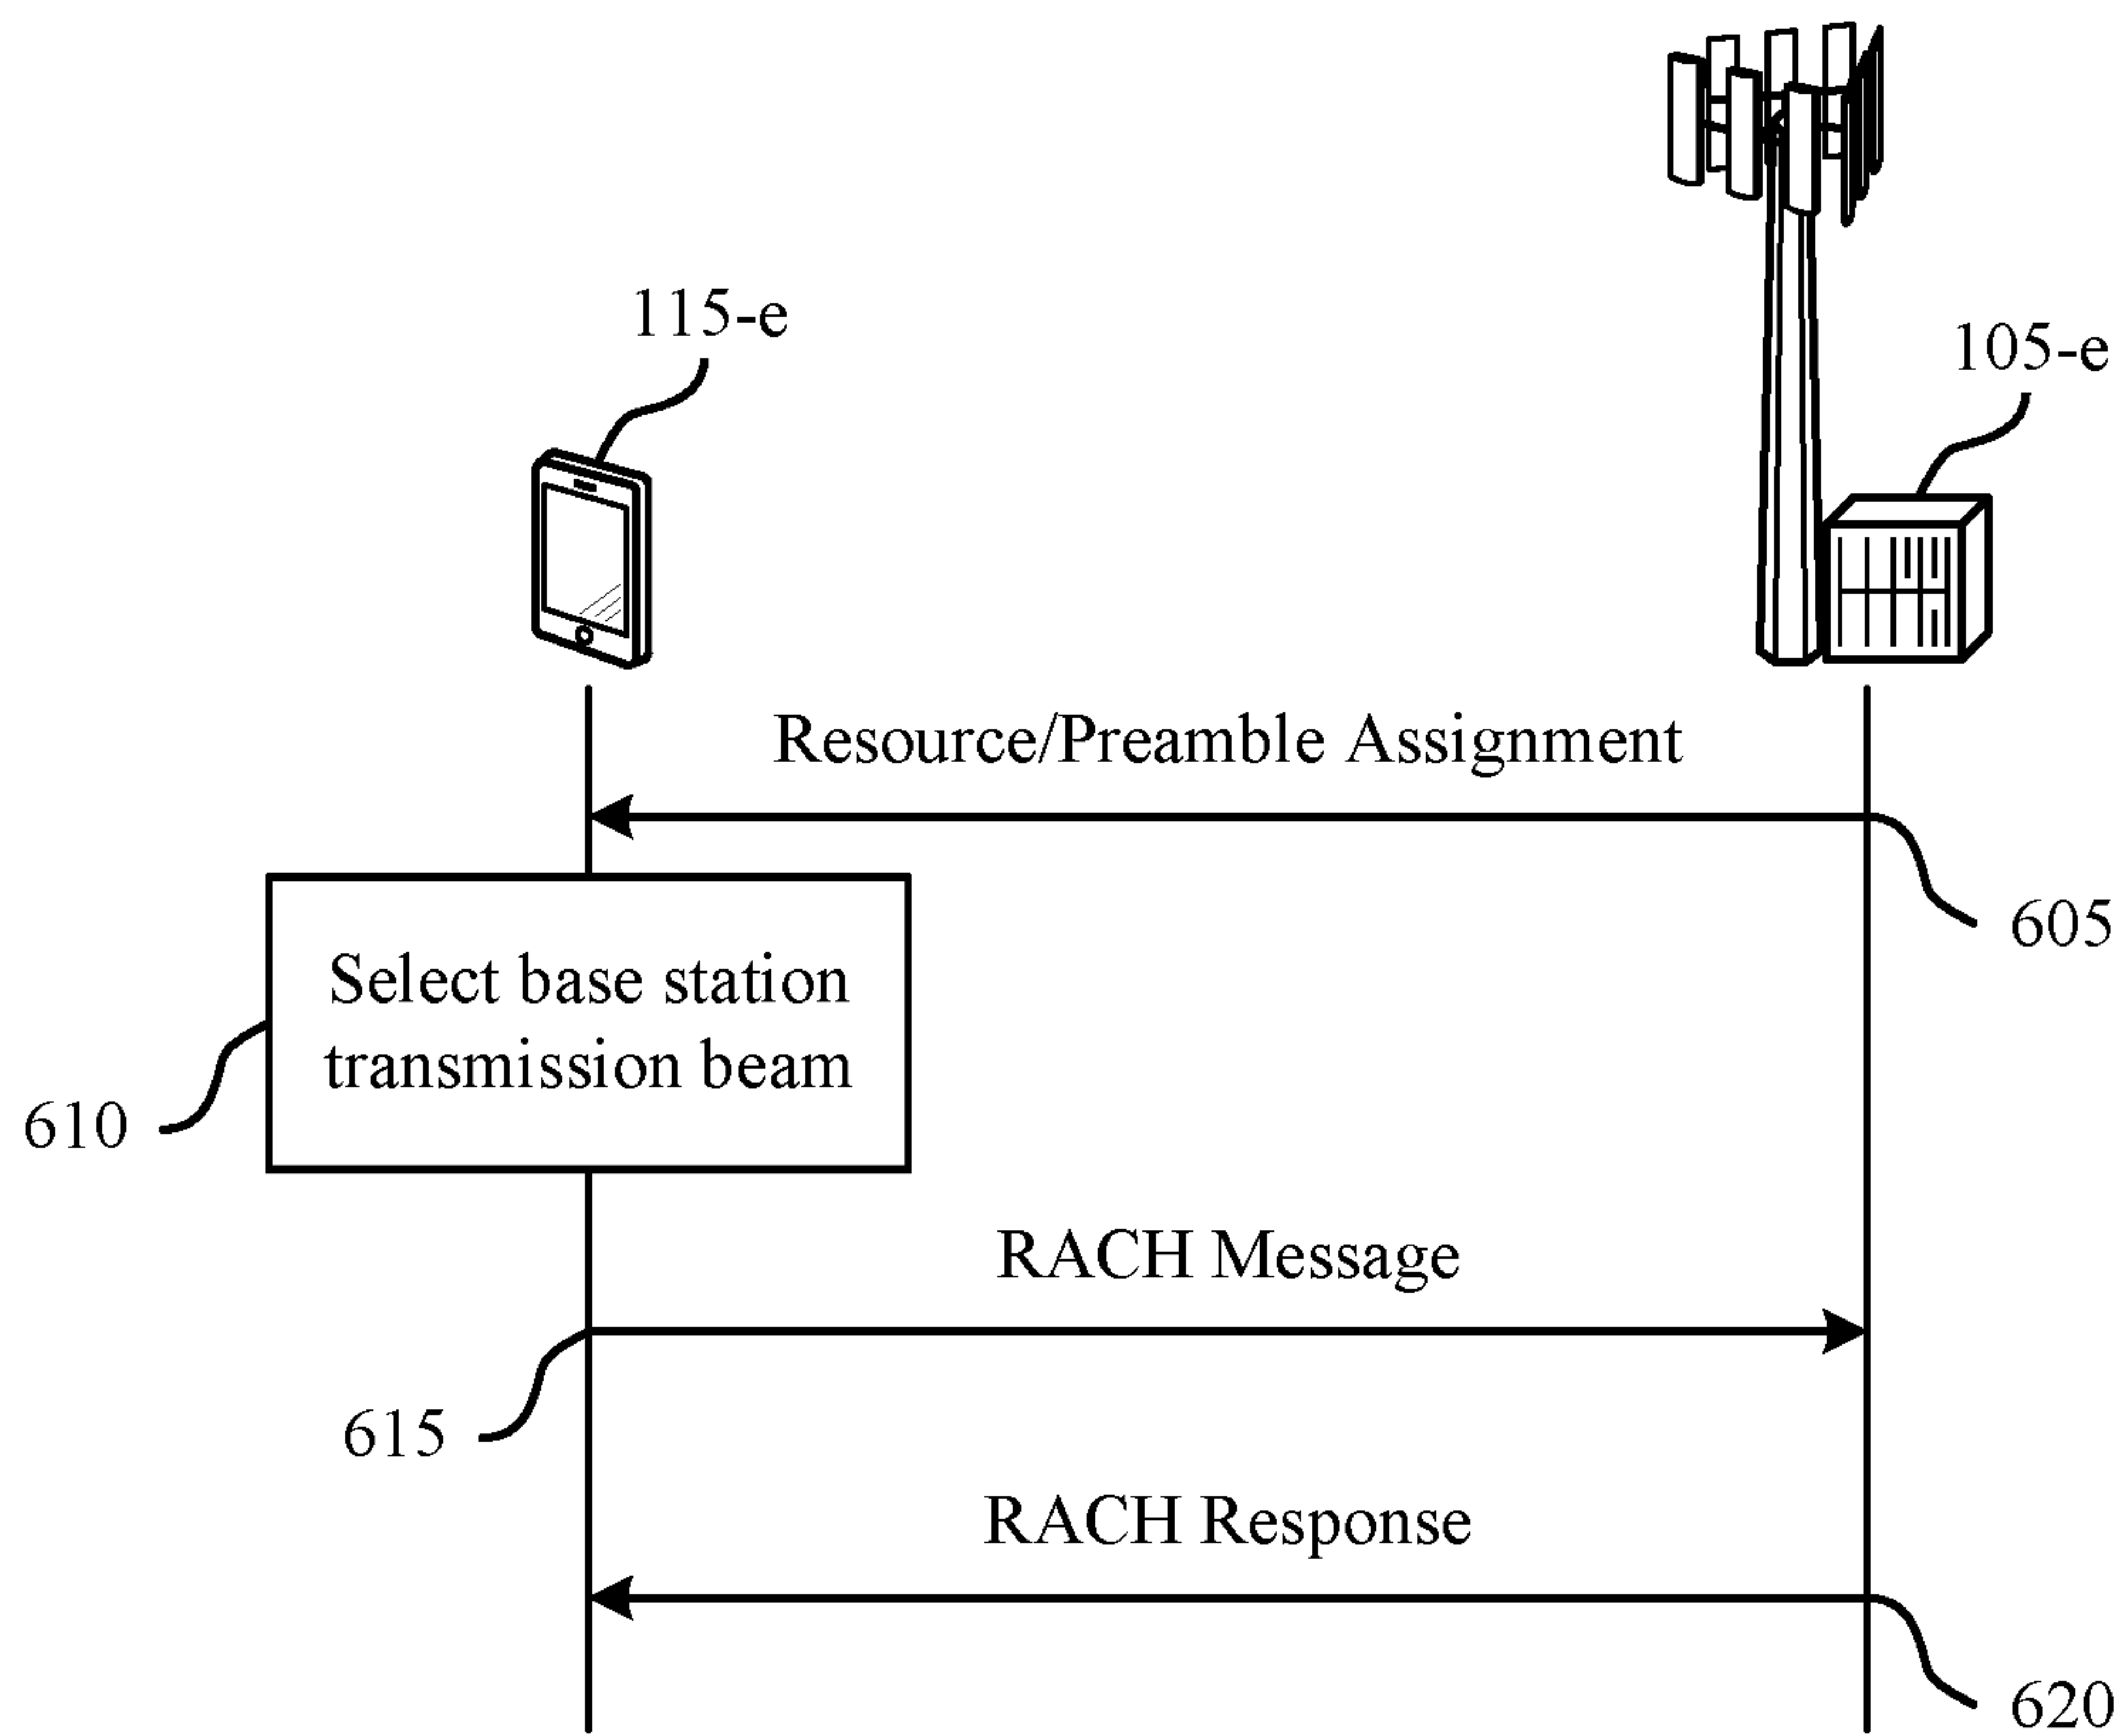 115-e
105-e
Resource/Preamble Assignment
605
Select base station
transmission beam
610
RACH Message
615
RACH Response
620